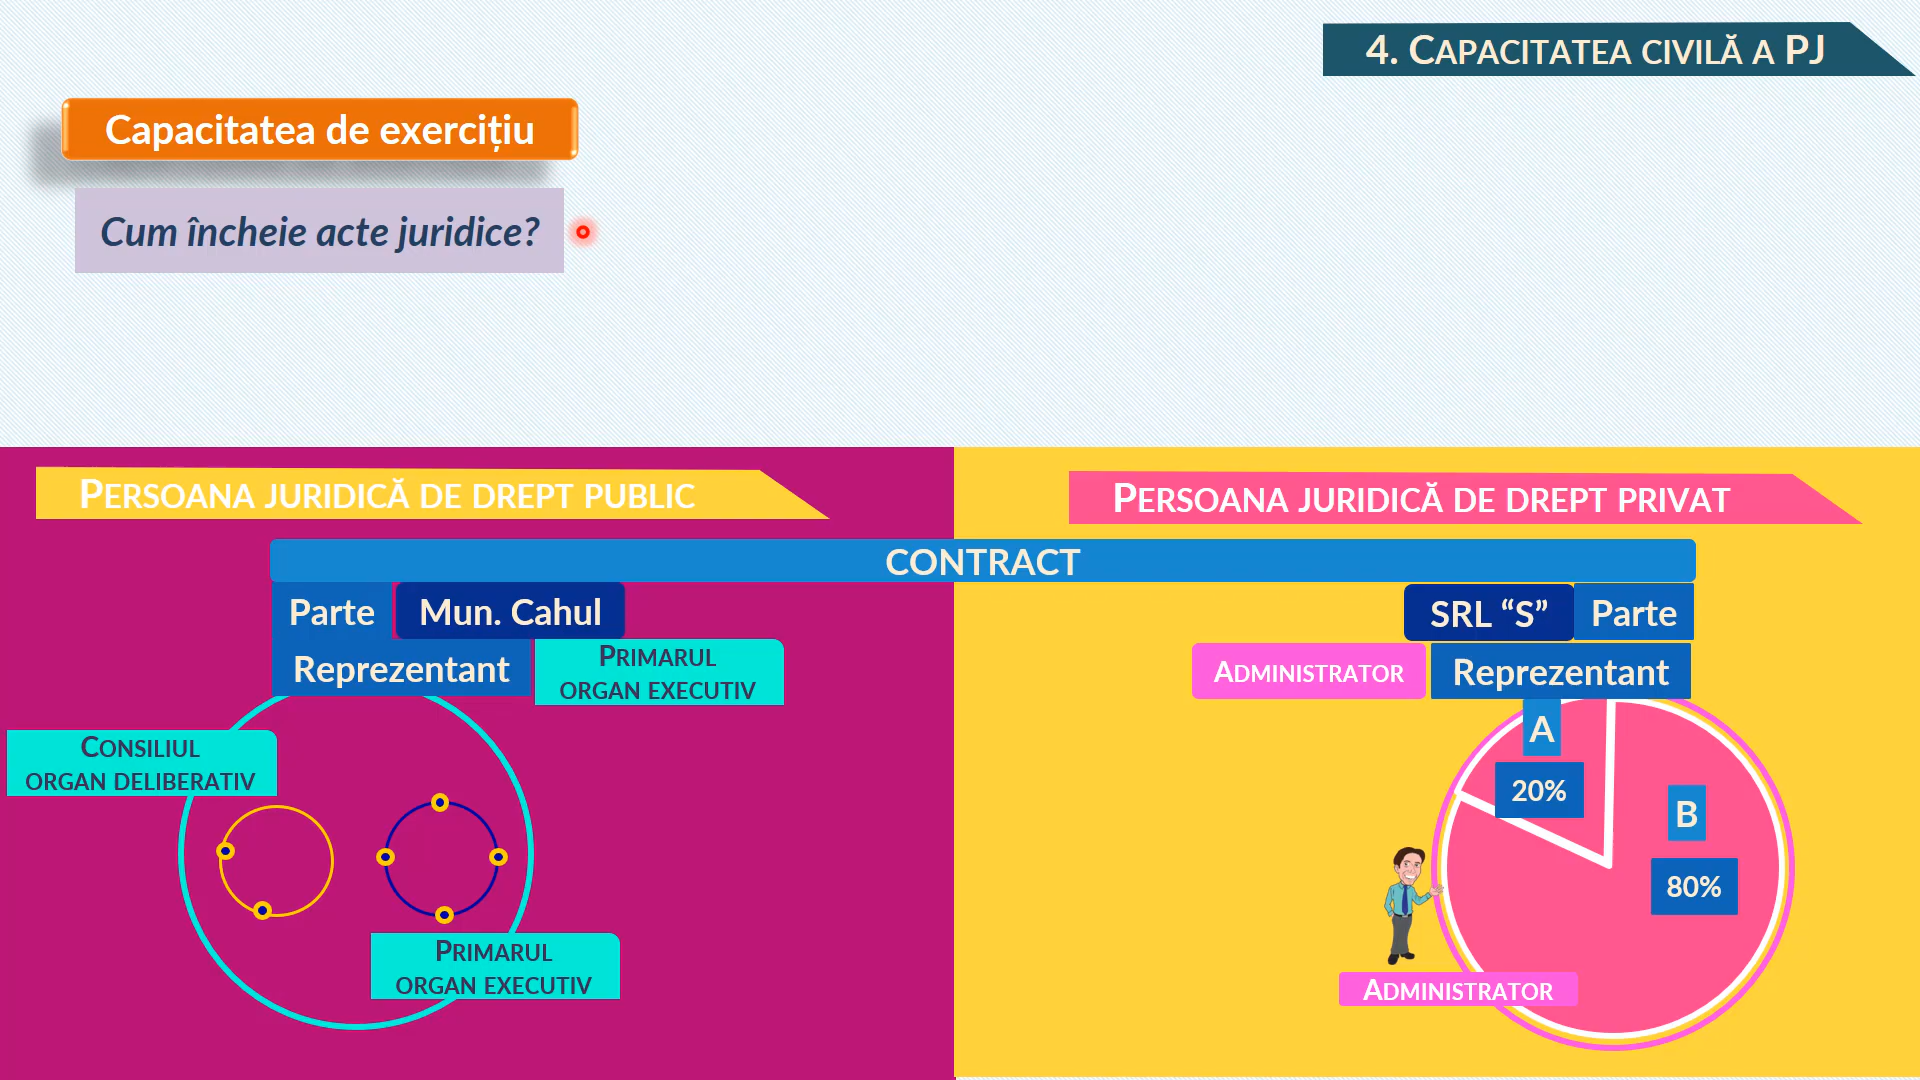 4. CAPACITATEA CIVILĂ A PJ
Capacitatea de exercițiu
Cum încheie acte juridice?
PERSOANA JURIDICĂ DE DREPT PUBLIC
PERSOANA JURIDICĂ DE DREPT PRIVAT
CONTRACT
Parte
Mun. Cahul
SRL “S”
Parte
Reprezentant
PRIMARUL
ORGAN EXECUTIV
ADMINISTRATOR
Reprezentant
CONSILIUL
ORGAN DELIBERATIV
A
20%
B
80%
PRIMARUL
ORGAN EXECUTIV
ADMINISTRATOR